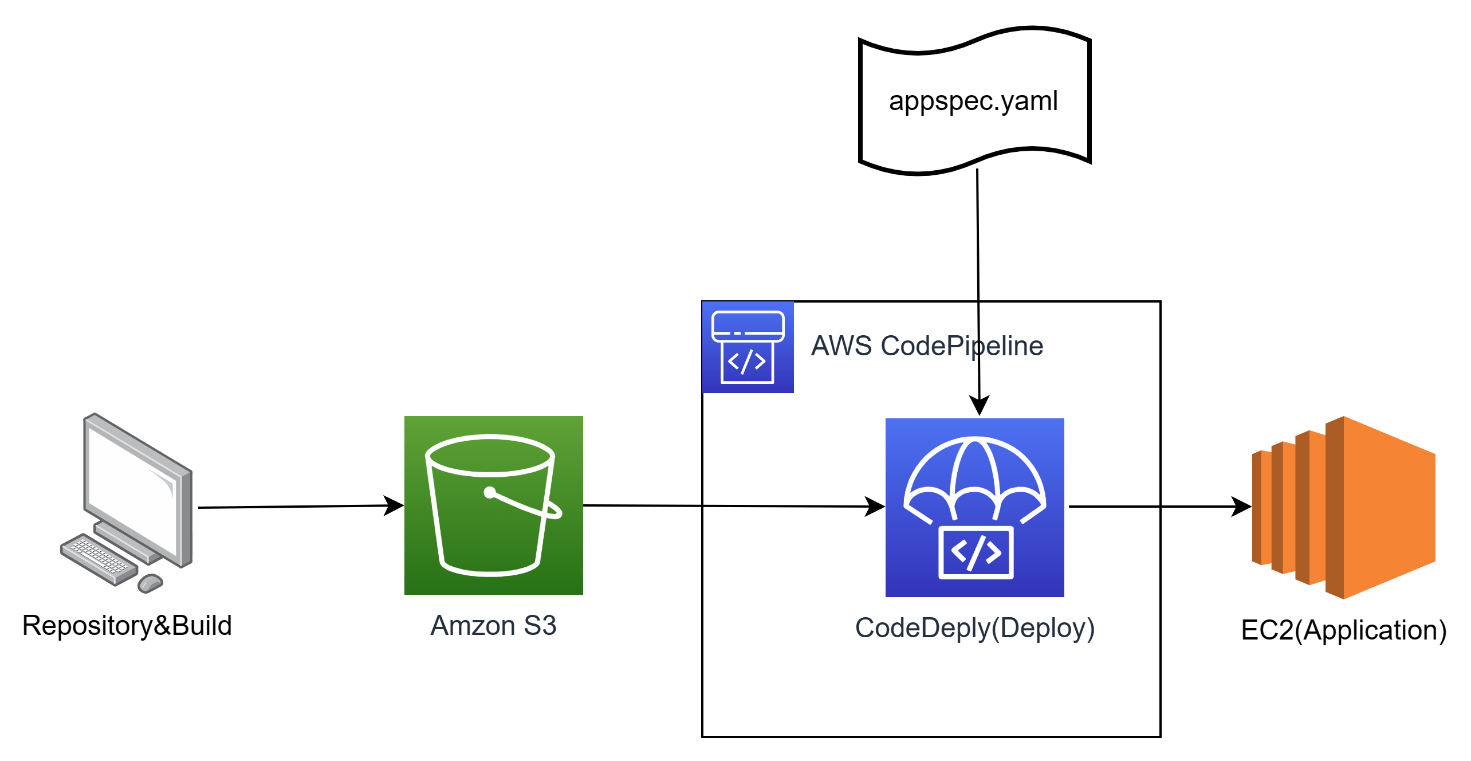 appspec.yaml
AWS CodePipeline
Repository&Build
Amzon S3
CodeDeply(Deploy)
EC2(Application)